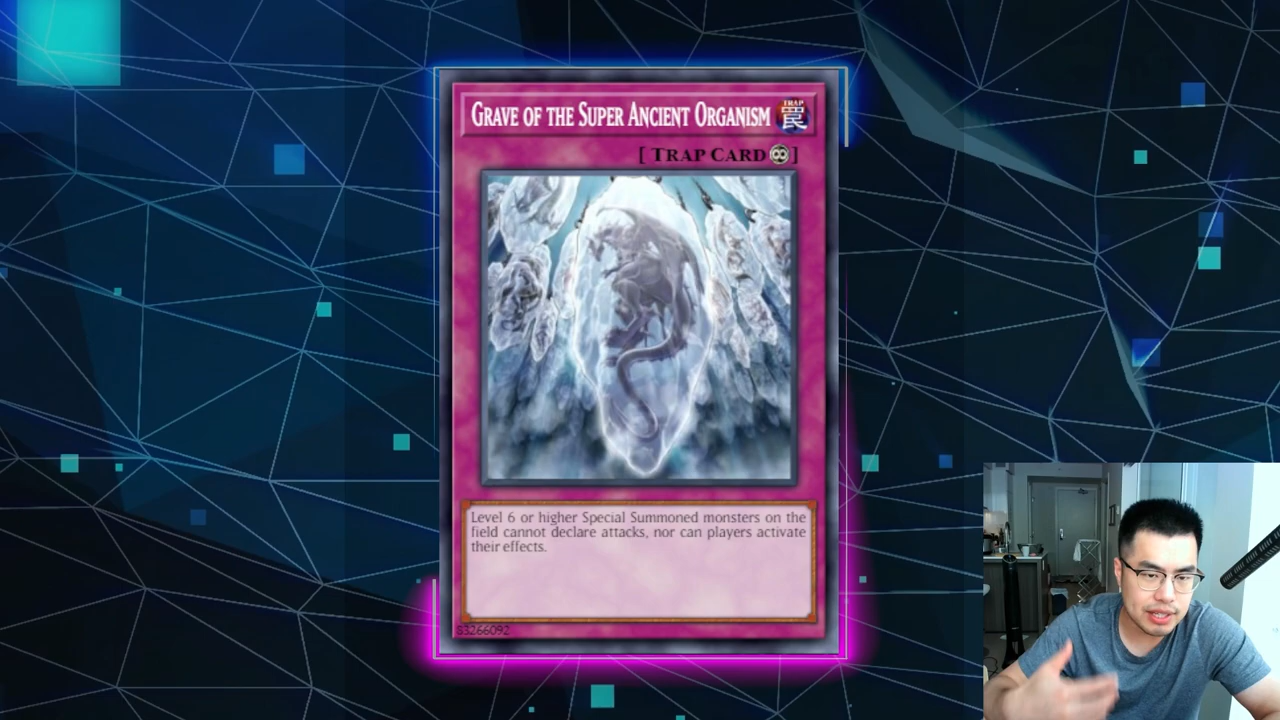 GRAVE OF THE SUPER ANCIENT ORGANISM
TRAP
罠
[ TRAP CARD ]
Level 6 or higher Special Summoned monsters on the
field cannot declare attacks, nor can players activate
their effects.
83266092